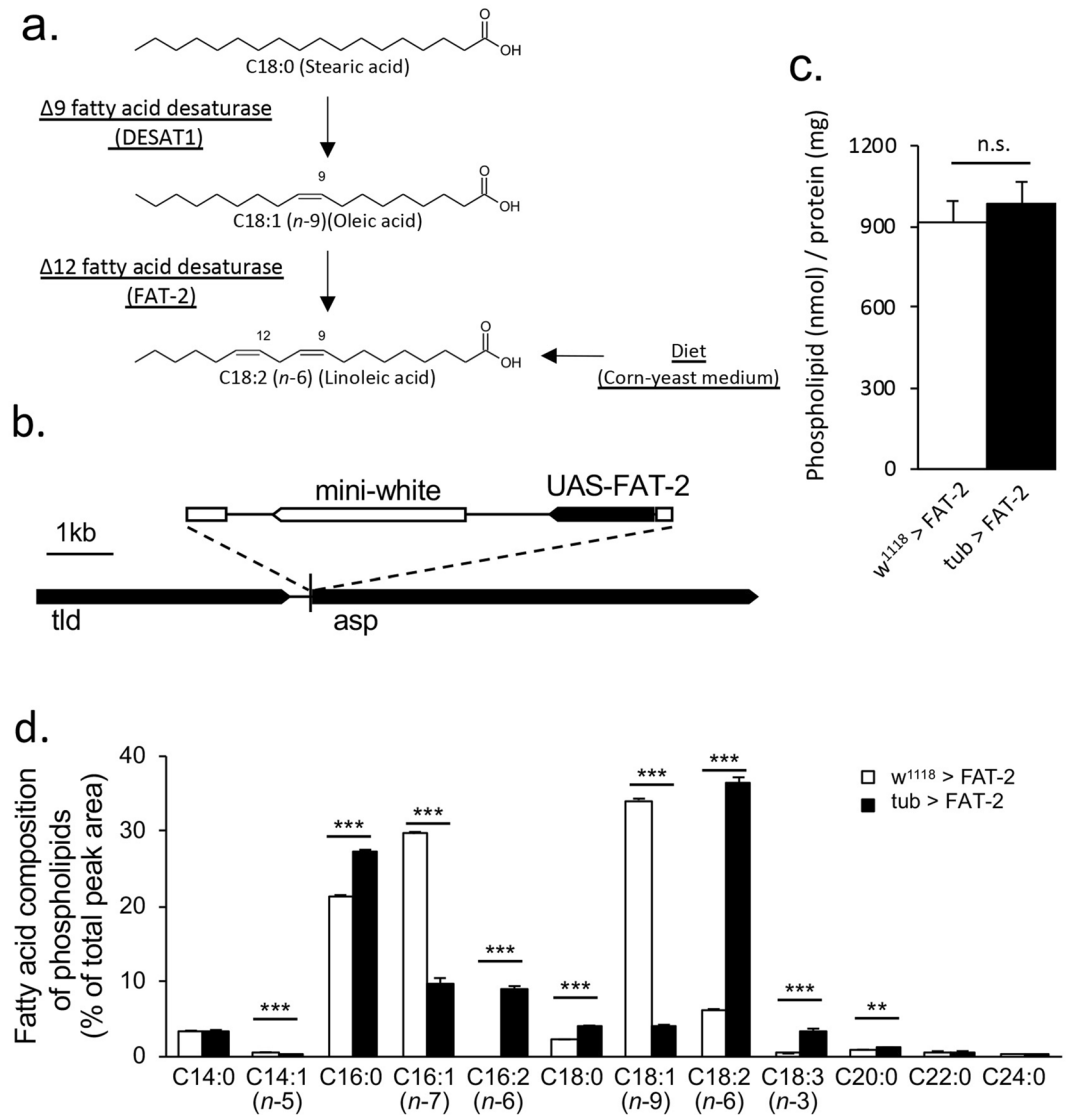 a.
O
OH
C18:0 (Stearic acid)
Δ9 fatty acid desaturase
(DESAT1)
9
O
OH
C18:1 (n-9)(Oleic acid)
Δ12 fatty acid desaturase
(FAT-2)
12
9
O
OH
C18:2 (n-6) (Linoleic acid)
Diet
(Corn-yeast medium)
b.
mini-white
UAS-FAT-2
1kb
tld
asp
c.
Phospholipid (nmol) / protein (mg)
1200
900
600
300
0
n.s.
w1118 > FAT-2
tub > FAT-2
d.
Fatty acid composition
of phospholipids
(% of total peak area)
40
30
20
10
0
***
***
***
***
***
***
***
***
**
w1118 > FAT-2
tub > FAT-2
C14:0 C14:1 C16:0 C16:1 C16:2 C18:0 C18:1 C18:2 C18:3 C20:0 C22:0 C24:0
(n-5) (n-7) (n-6) (n-9) (n-6) (n-3)